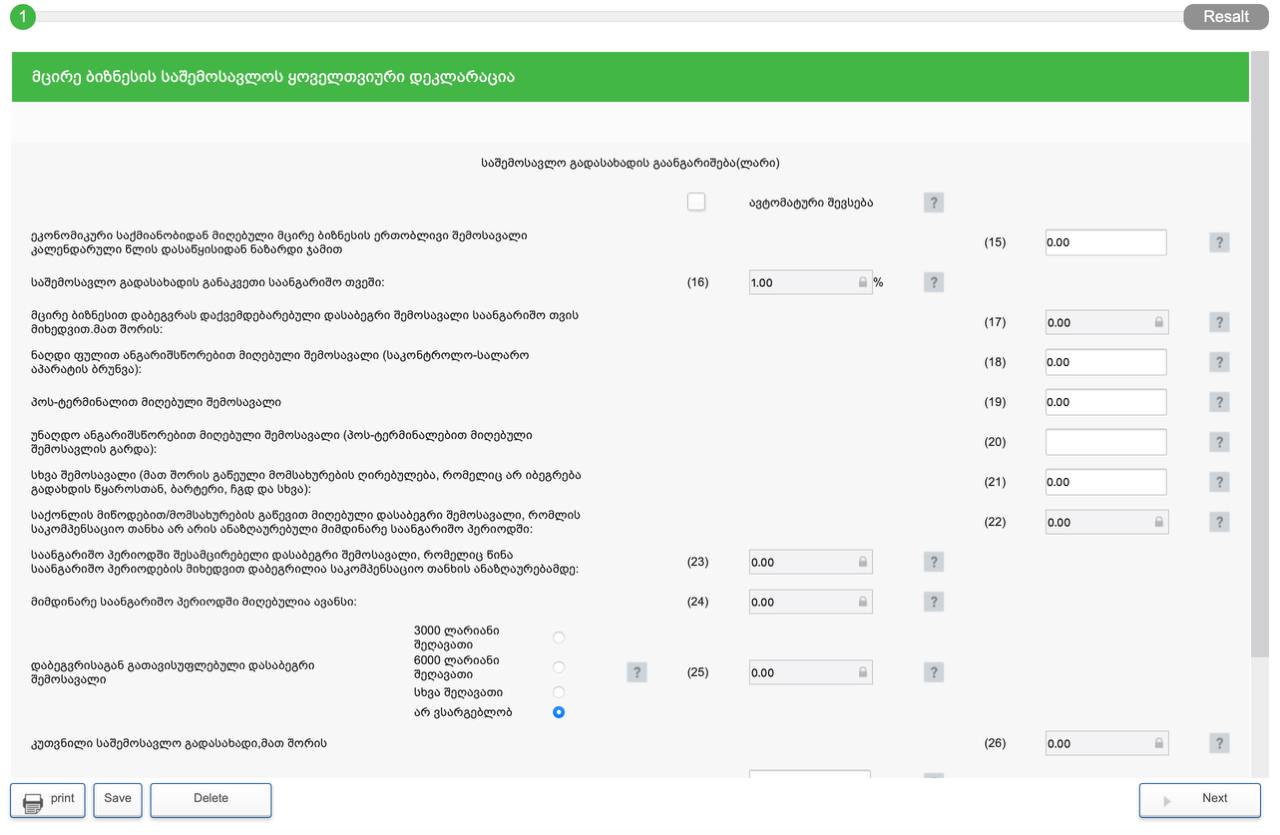 1
Resalt
მცირე ბიზნესის საშემოსავლოს ყოველთვიური დეკლარაცია
საშემოსავლო გადასახადის გაანგარიშება(ლარი)
ავტომატური შევსება ?
ეკონომიკური საქმიანობიდან მიღებული მცირე ბიზნესის ერთობლივი შემოსავალი
კალენდარული წლის დასაწყისიდან ნაზარდი ჯამით
(15) 0.00 ?
საშემოსავლო გადასახადის განაკვეთი საანგარიშო თვეში: (16) 1.00 % ?
მცირე ბიზნესით დაბეგვრას დაქვემდებარებული დასაბეგრი შემოსავალი საანგარიშო თვის
მიხედვით.მათ შორის:
(17) 0.00 ?
ნაღდი ფულით ანგარიშსწორებით მიღებული შემოსავალი (საკონტროლო-სალარო
აპარატის ბრუნვა):
(18) 0.00 ?
პოს-ტერმინალით მიღებული შემოსავალი (19) 0.00 ?
უნაღდო ანგარიშსწორებით მიღებული შემოსავალი (პოს-ტერმინალებით მიღებული
შემოსავლის გარდა):
(20) ?
სხვა შემოსავალი (მათ შორის გაწეული მომსახურების ღირებულება, რომელიც არ იბეგრება
გადახდის წყაროსთან, ბარტერი, ჩგდ და სხვა):
(21) 0.00 ?
საქონლის მიწოდებით/მომსახურების გაწევით მიღებული დასაბეგრი შემოსავალი, რომლის
საკომპენსაციო თანხა არ არის ანაზღაურებული მიმდინარე საანგარიშო პერიოდში:
(22) 0.00 ?
საანგარიშო პერიოდში შესამცირებელი დასაბეგრი შემოსავალი, რომელიც წინა
საანგარიშო პერიოდების მიხედვით დაბეგრილია საკომპენსაციო თანხის ანაზღაურებამდე:
(23) 0.00 ?
მიმდინარე საანგარიშო პერიოდში მიღებულია ავანსი: (24) 0.00 ?
დაბეგვრისაგან გათავისუფლებული დასაბეგრი
შემოსავალი
3000 ლარიანი
შეღავათი
6000 ლარიანი
შეღავათი
სხვა შეღავათი
არ ვსარგებლობ
? (25) 0.00 ?
კუთვნილი საშემოსავლო გადასახადი,მათ შორის (26) 0.00 ?
print Save Delete Next